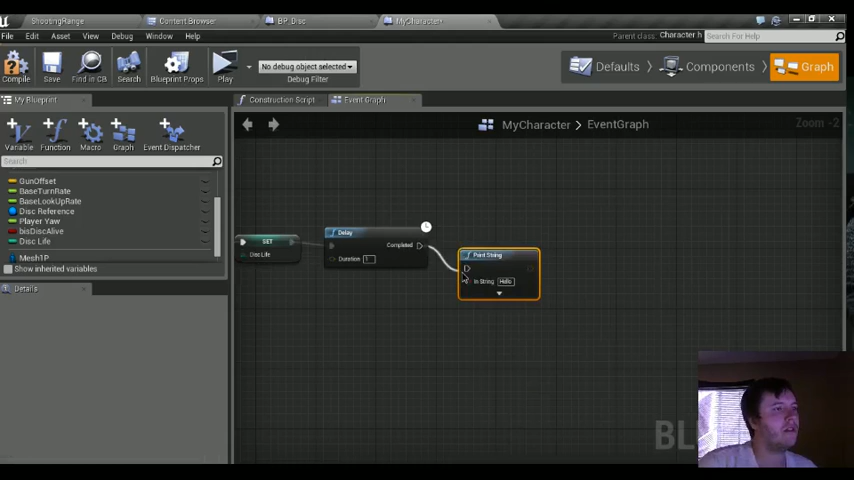 ShootingRange
Content Browser
BP_Disc
MyCharacter*
File Edit Asset View Debug Window Help
Parent class: Character
Search For Help
Compile Save Find in CB Search Blueprint Props Play
No debug object selected
Debug Filter
Defaults Components Graph
My Blueprint
Construction Script Event Graph
Variable Function Macro Graph Event Dispatcher
MyCharacter > EventGraph
Zoom -2
Search
GunOffset
BaseTurnRate
BaseLookUpRate
Disc Reference
Player Yaw
bisDiscAlive
Disc Life
Mesh1P
Show inherited variables
Details
SET
Disc Life
Delay
Completed
Duration 1
Print String
In String Hello